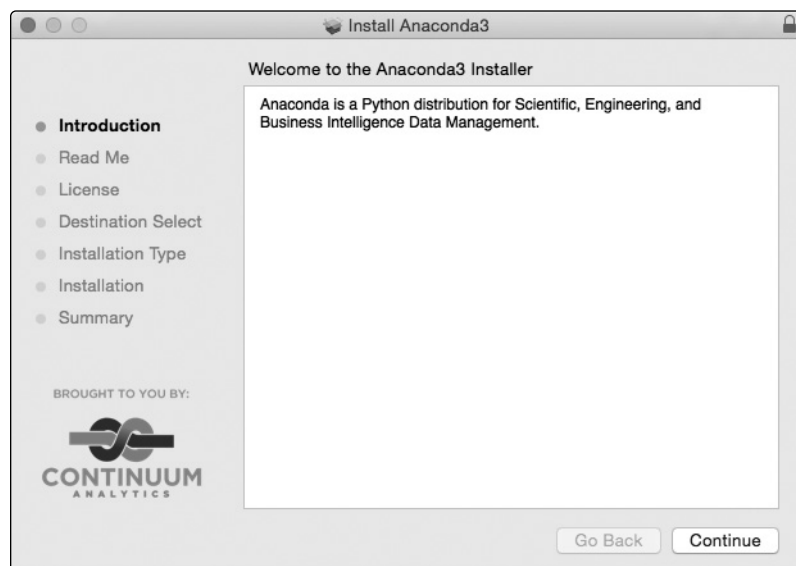 Install Anaconda3
Welcome to the Anaconda3 Installer
Introduction
Read Me
License
Destination Select
Installation Type
Installation
Summary
Anaconda is a Python distribution for Scientific, Engineering, and
Business Intelligence Data Management.
BROUGHT TO YOU BY:
CONTINUUM
ANALYTICS
Go Back
Continue